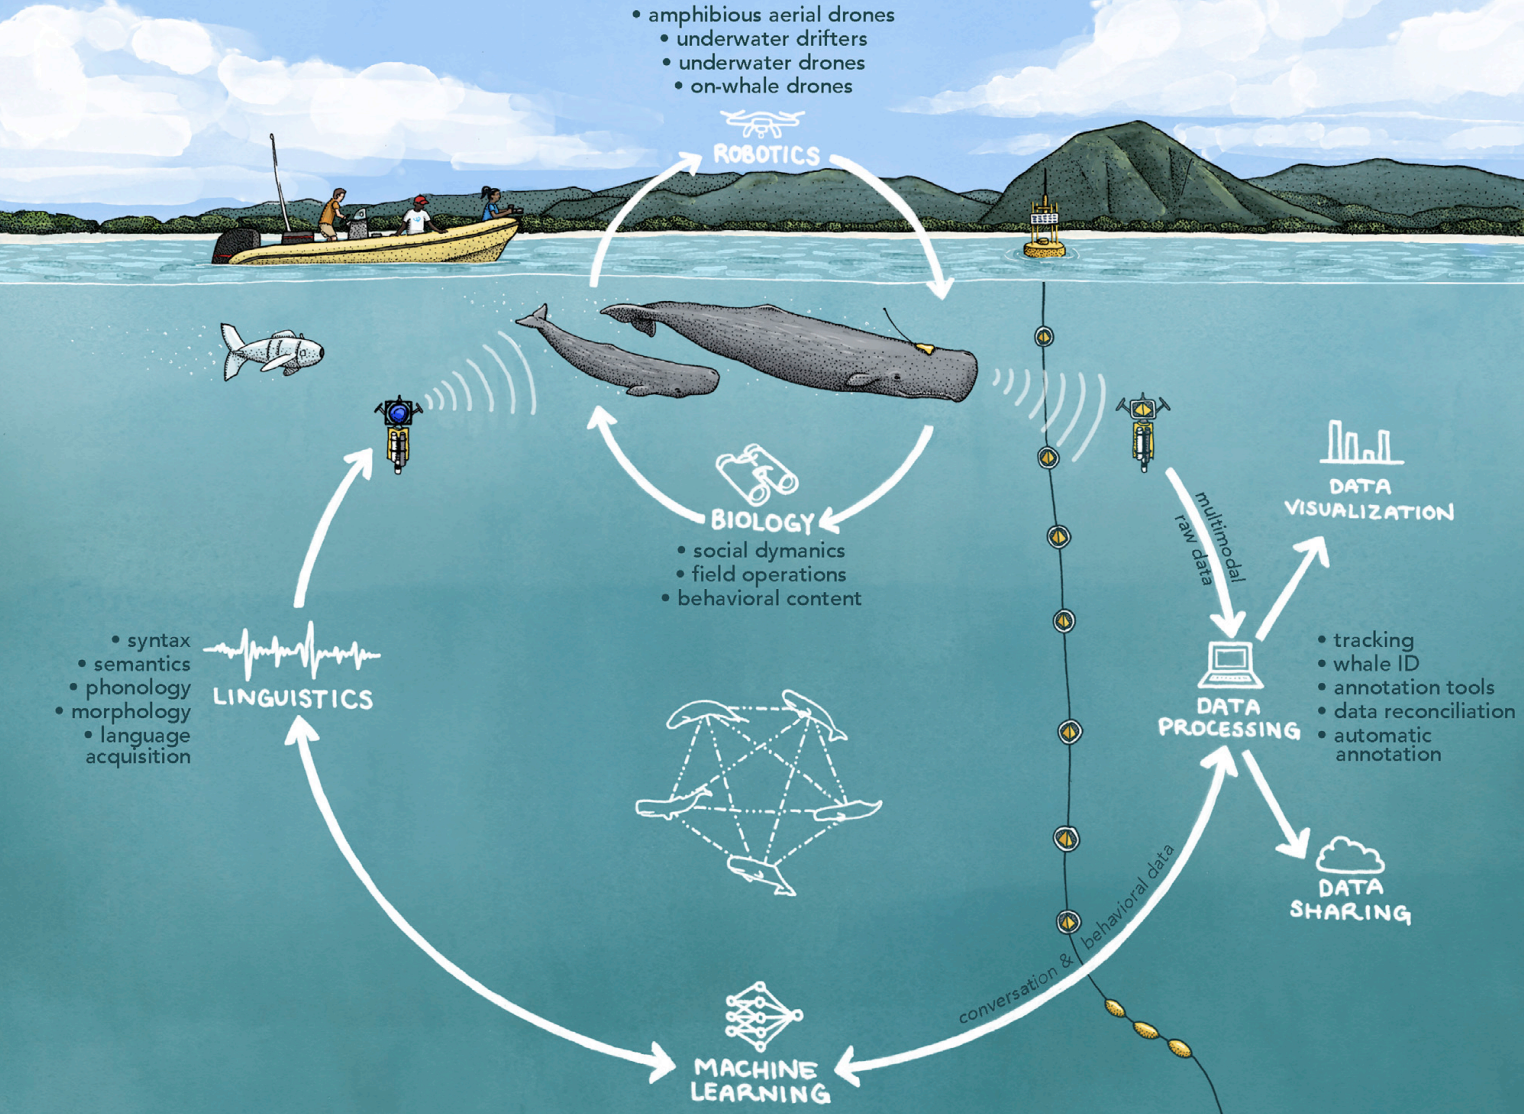 • amphibious aerial drones
• underwater drifters
• underwater drones
• on-whale drones
ROBOTICS
BIOLOGY
• social dymanics
• field operations
• behavioral content
multimodal
raw data
DATA
VISUALIZATION
• syntax
• semantics
• phonology
• morphology
• language
acquisition
LINGUISTICS
DATA
PROCESSING
• tracking
• whale ID
• annotation tools
• data reconciliation
• automatic
annotation
DATA
SHARING
conversation & behavioral data
MACHINE
LEARNING